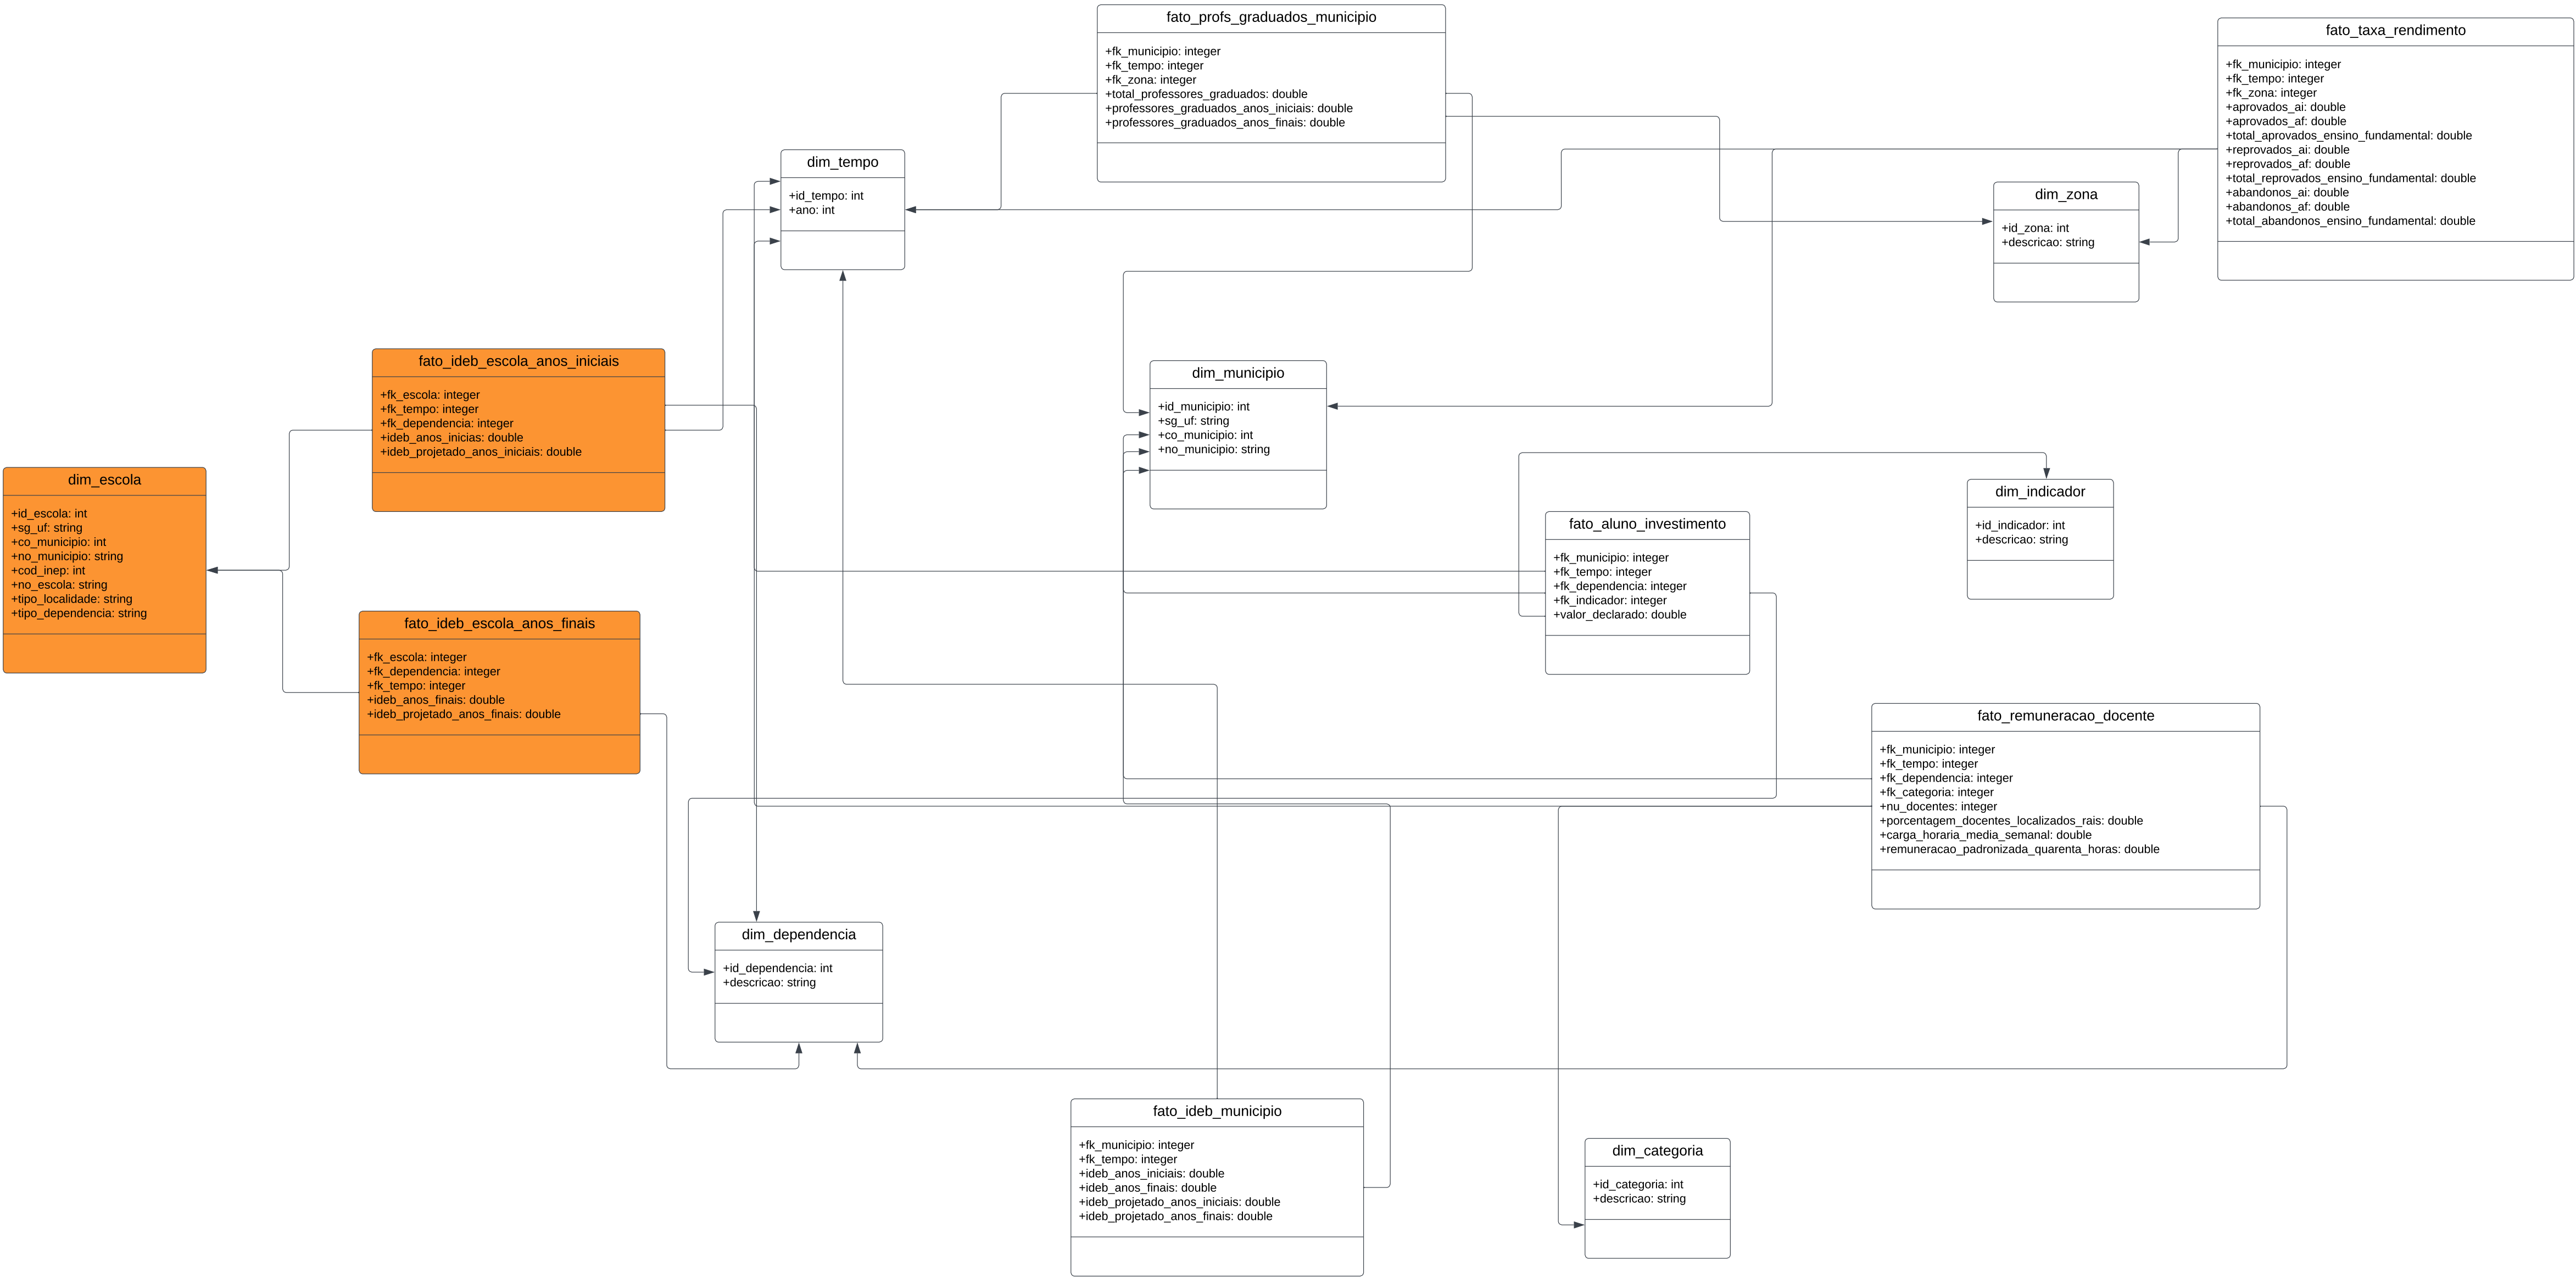 fato_profs_graduados_municipio
+fk_municipio: integer
+fk_tempo: integer
+fk_zona: integer
+total_professores_graduados: double
+professores_graduados_anos_iniciais: double
+professores_graduados_anos_finais: double
fato_taxa_rendimento
+fk_municipio: integer
+fk_tempo: integer
+fk_zona: integer
+aprovados_ai: double
+aprovados_af: double
+total_aprovados_ensino_fundamental: double
+reprovados_ai: double
+reprovados_af: double
+total_reprovados_ensino_fundamental: double
+abandonos_ai: double
+abandonos_af: double
+total_abandonos_ensino_fundamental: double
dim_tempo
+id_tempo: int
+ano: int
dim_zona
+id_zona: int
+descricao: string
fato_ideb_escola_anos_iniciais
+fk_escola: integer
+fk_tempo: integer
+fk_dependencia: integer
+ideb_anos_inicias: double
+ideb_projetado_anos_iniciais: double
dim_municipio
+id_municipio: int
+sg_uf: string
+co_municipio: int
+no_municipio: string
dim_escola
+id_escola: int
+sg_uf: string
+co_municipio: int
+no_municipio: string
+cod_inep: int
+no_escola: string
+tipo_localidade: string
+tipo_dependencia: string
dim_indicador
+id_indicador: int
+descricao: string
fato_aluno_investimento
+fk_municipio: integer
+fk_tempo: integer
+fk_dependencia: integer
+fk_indicador: integer
+valor_declarado: double
fato_ideb_escola_anos_finais
+fk_escola: integer
+fk_dependencia: integer
+fk_tempo: integer
+ideb_anos_finais: double
+ideb_projetado_anos_finais: double
fato_remuneracao_docente
+fk_municipio: integer
+fk_tempo: integer
+fk_dependencia: integer
+fk_categoria: integer
+nu_docentes: integer
+porcentagem_docentes_localizados_rais: double
+carga_horaria_media_semanal: double
+remuneracao_padronizada_quarenta_horas: double
dim_dependencia
+id_dependencia: int
+descricao: string
fato_ideb_municipio
+fk_municipio: integer
+fk_tempo: integer
+ideb_anos_iniciais: double
+ideb_anos_finais: double
+ideb_projetado_anos_iniciais: double
+ideb_projetado_anos_finais: double
dim_categoria
+id_categoria: int
+descricao: string